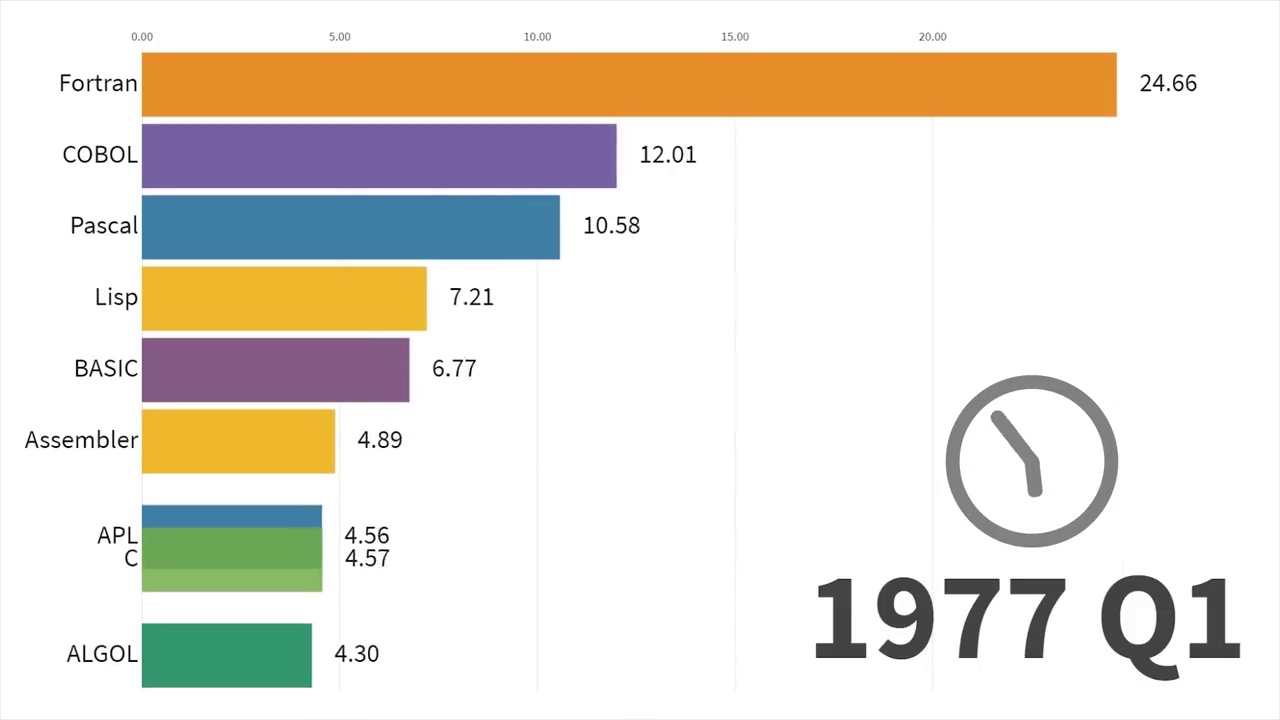 0.00 5.00 10.00 15.00 20.00
Fortran 24.66
COBOL 12.01
Pascal 10.58
Lisp 7.21
BASIC 6.77
Assembler 4.89
APL 4.56
C 4.57
ALGOL 4.30
1977 Q1